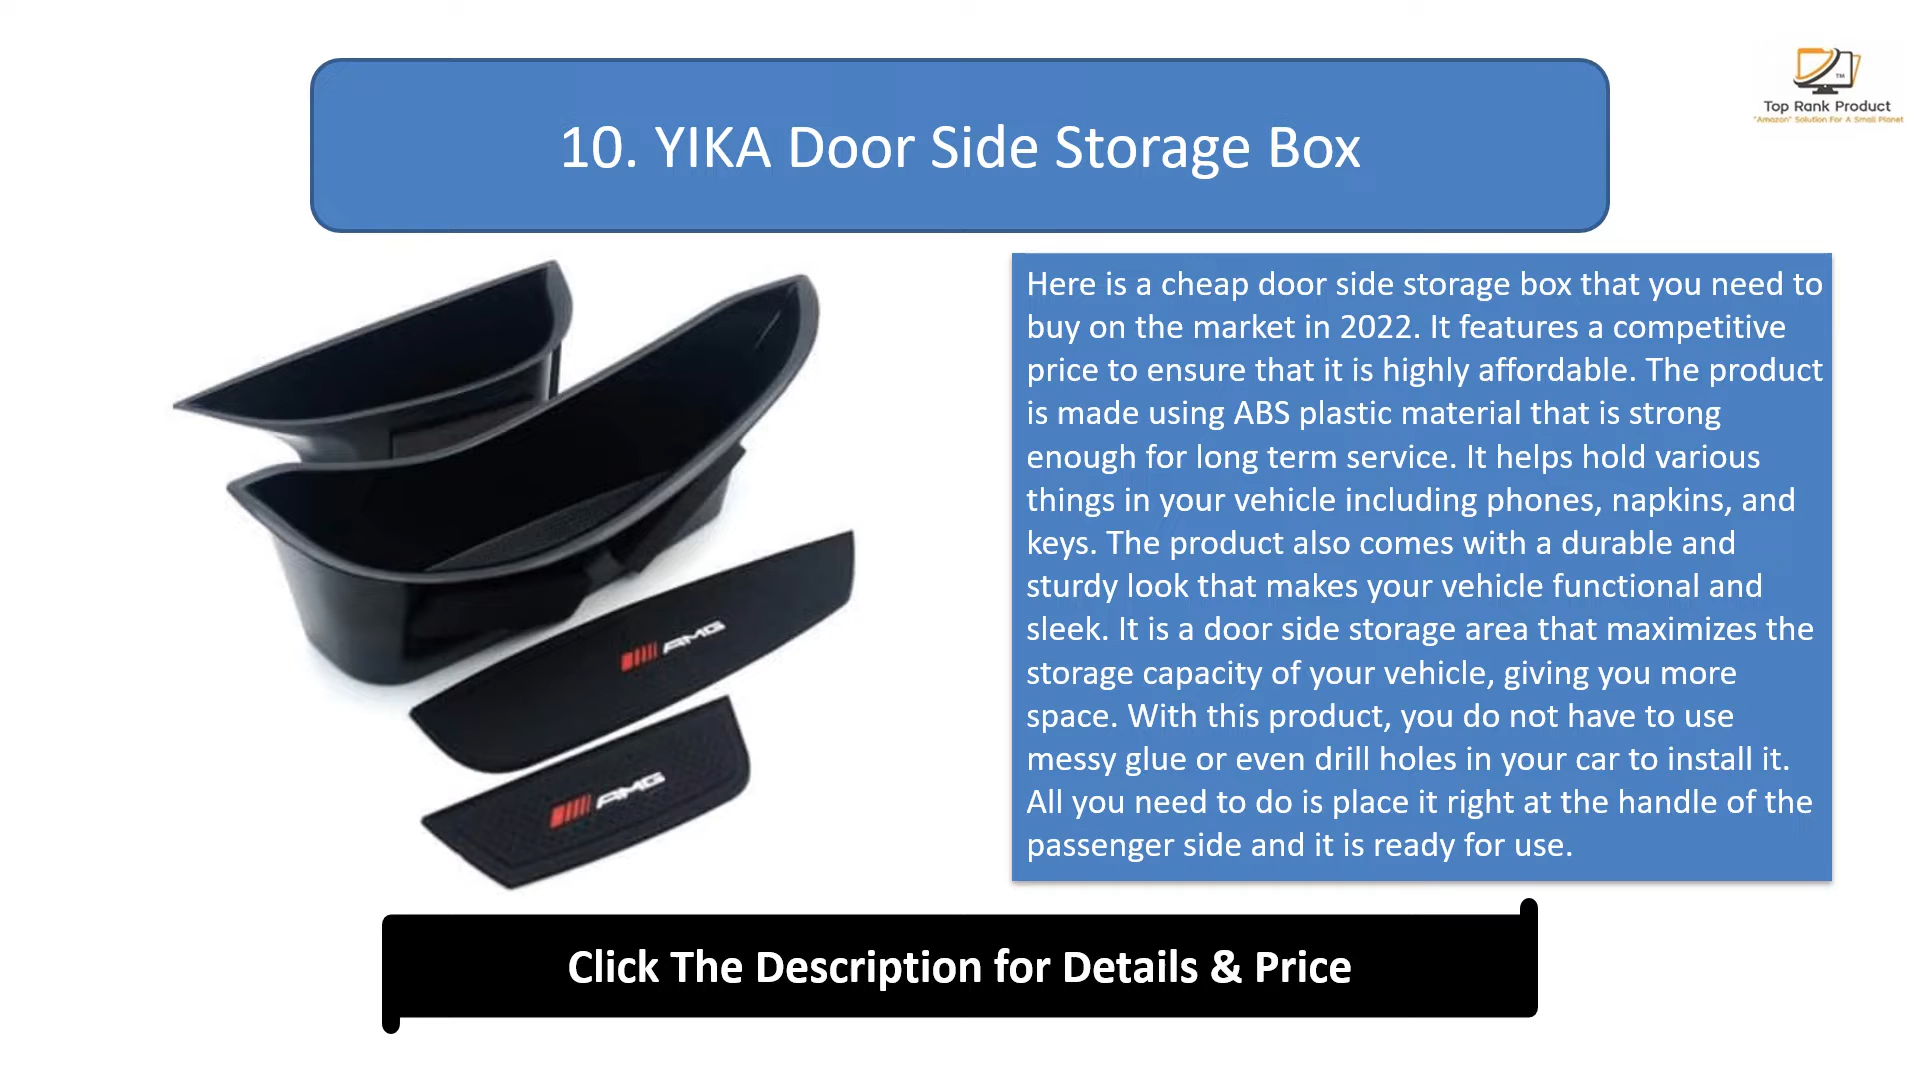 10. YIKA Door Side Storage Box
TM
Top Rank Product
"Amazon" Solution For A Small Planet
Here is a cheap door side storage box that you need to
buy on the market in 2022. It features a competitive
price to ensure that it is highly affordable. The product
is made using ABS plastic material that is strong
enough for long term service. It helps hold various
things in your vehicle including phones, napkins, and
keys. The product also comes with a durable and
sturdy look that makes your vehicle functional and
sleek. It is a door side storage area that maximizes the
storage capacity of your vehicle, giving you more
space. With this product, you do not have to use
messy glue or even drill holes in your car to install it.
All you need to do is place it right at the handle of the
passenger side and it is ready for use.
AMG
AMG
Click The Description for Details & Price